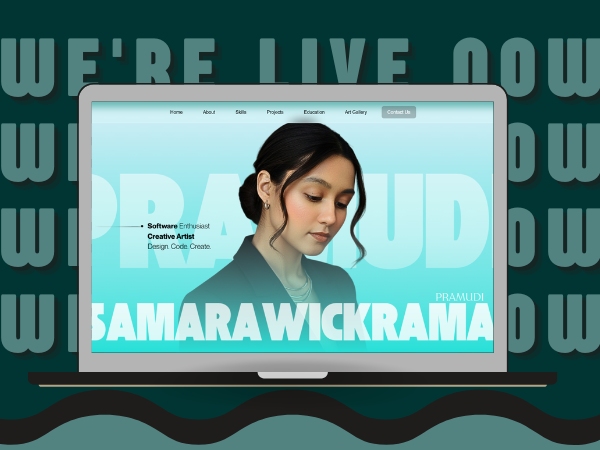 WE'RE LIVE NOW
Home About Skills Projects Education Art Gallery Contact Us
PRAMUDI
Software Enthusiast
Creative Artist
Design. Code. Create.
PRAMUDI
SAMARAWICKRAMA